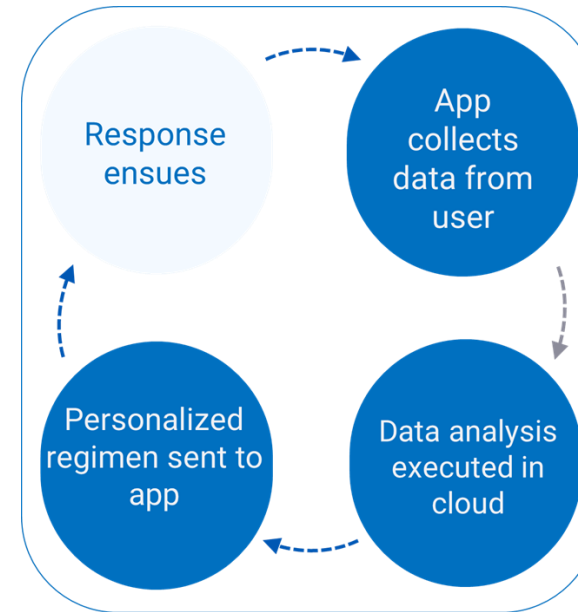 Response
ensues
App
collects
data from
user
Personalized
regimen sent to
app
Data analysis
executed in
cloud